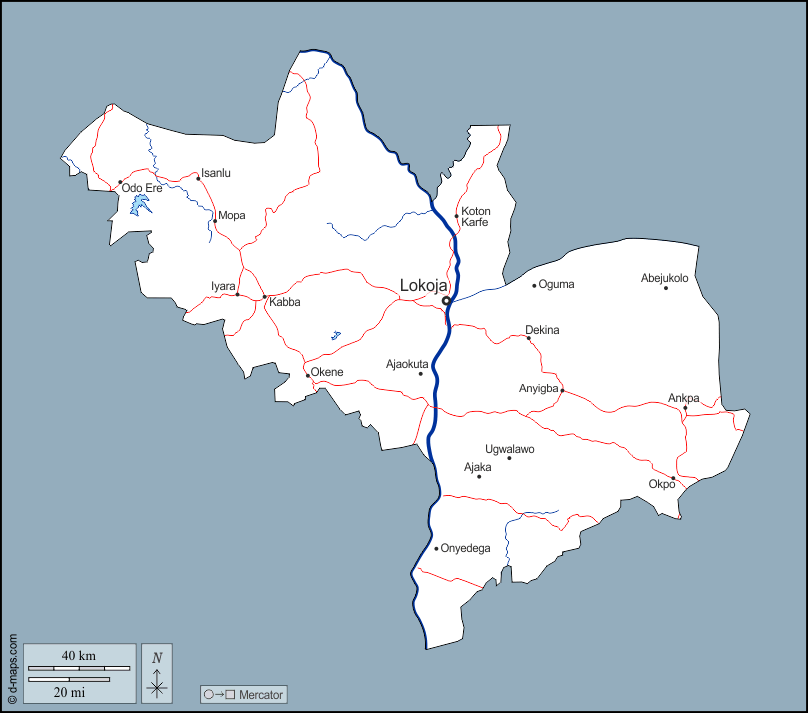 Isanlu
Odo Ere
Mopa
Koton
Karfe
Iyara
Kabba
Lokoja
Oguma
Abejukolo
Dekina
Okene
Ajaokuta
Anyigba
Ankpa
Ugwalawo
Ajaka
Okpo
Onyedega
© d-maps.com
40 km
20 mi
N
Mercator